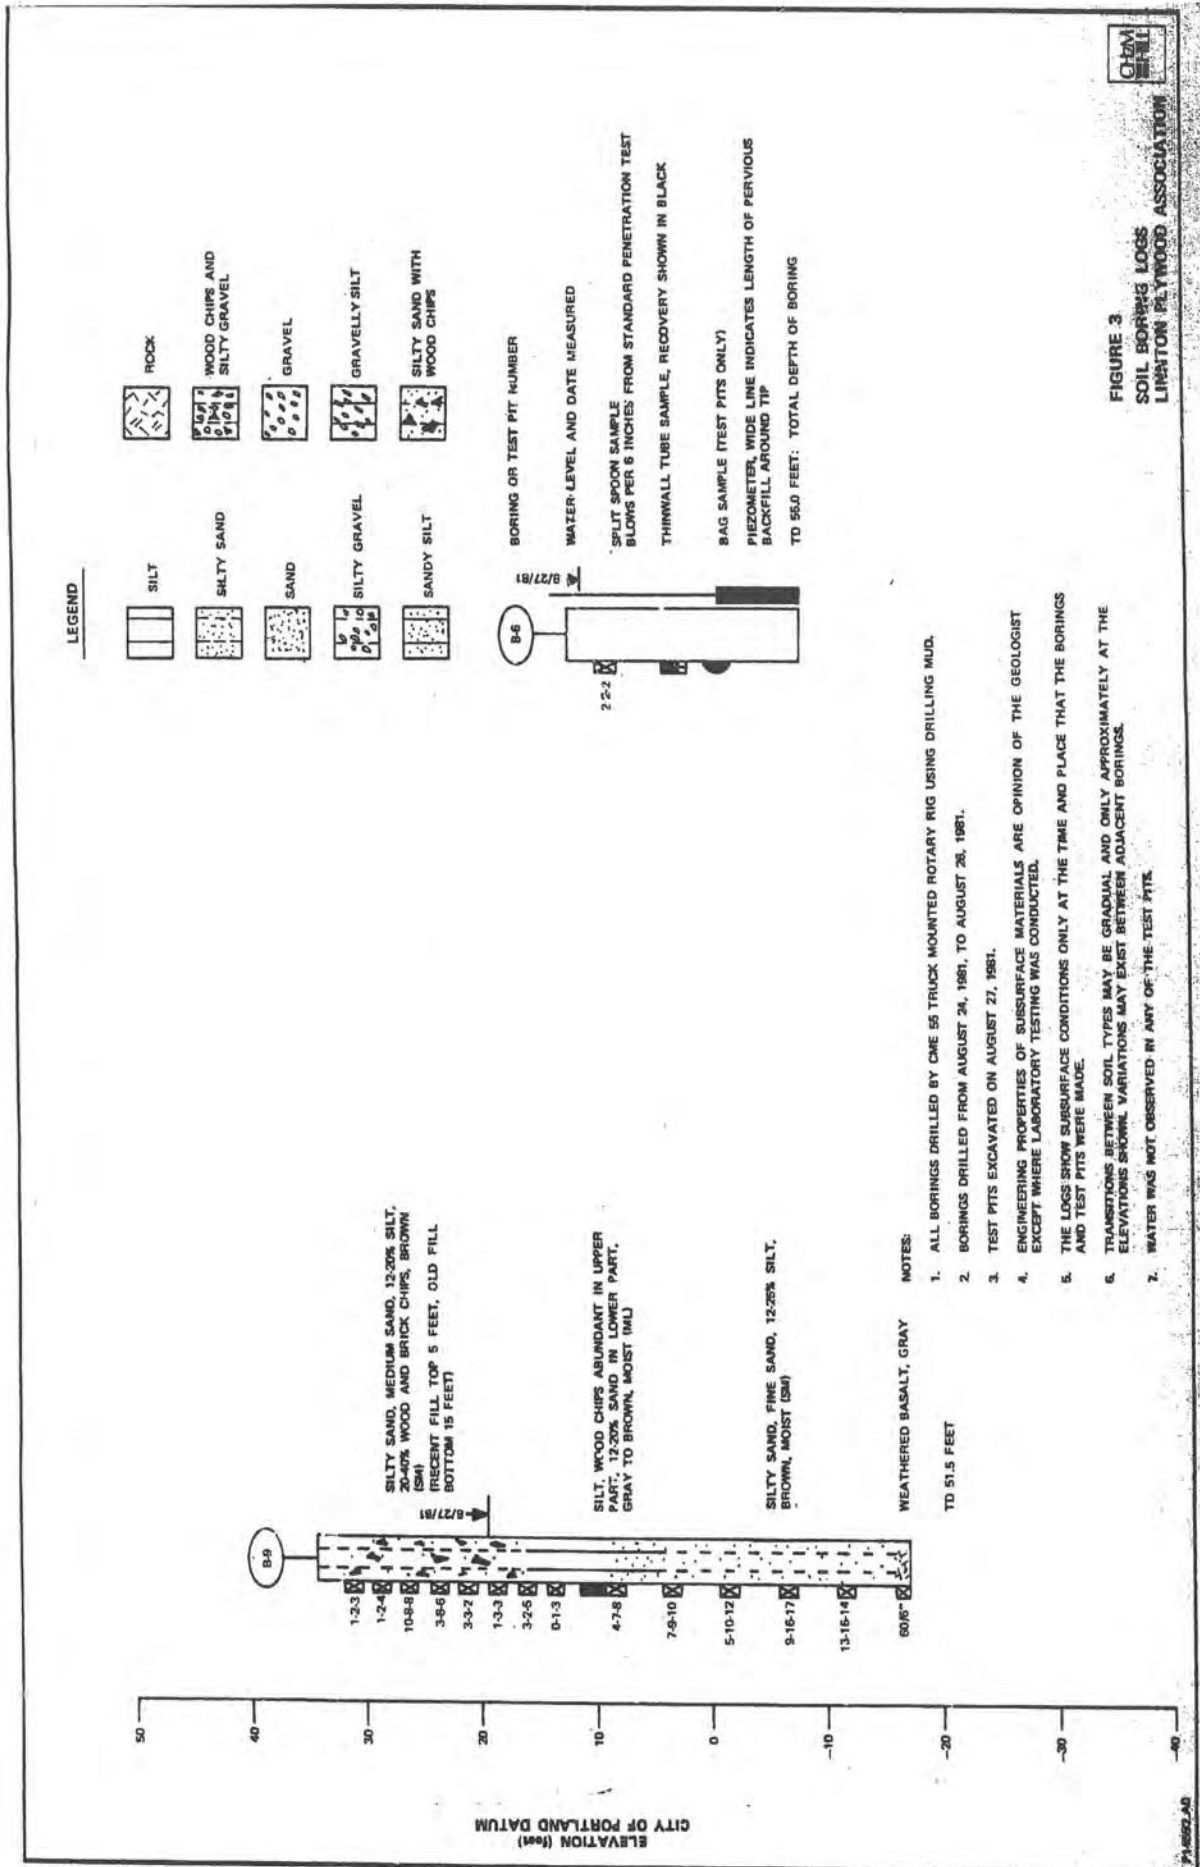 ELEVATION (feet)
CITY OF PORTLAND DATUM
50
40
30
20
10
0
-10
-20
-30
-40
B-9
1-2-3
1-2-4
10-8-8
3-8-6
3-3-2
1-3-3
3-2-5
0-1-3
4-7-8
7-9-10
5-10-12
9-16-17
13-16-14
60/6"
8/27/81
SILTY SAND, MEDIUM SAND, 12-20% SILT,
20-40% WOOD AND BRICK CHIPS, BROWN
(SM)
(RECENT FILL TOP 5 FEET, OLD FILL
BOTTOM 15 FEET)
SILT, WOOD CHIPS ABUNDANT IN UPPER
PART, 12-20% SAND IN LOWER PART,
GRAY TO BROWN, MOIST (ML)
SILTY SAND, FINE SAND, 12-25% SILT,
BROWN, MOIST (SM)
WEATHERED BASALT, GRAY
TD 51.5 FEET
LEGEND
SILT
SILTY SAND
SAND
SILTY GRAVEL
SANDY SILT
ROCK
WOOD CHIPS AND
SILTY GRAVEL
GRAVEL
GRAVELLY SILT
SILTY SAND WITH
WOOD CHIPS
B-6
8/27/81
2-2-2
BORING OR TEST PIT NUMBER
WATER-LEVEL AND DATE MEASURED
SPLIT SPOON SAMPLE
BLOWS PER 6 INCHES FROM STANDARD PENETRATION TEST
THINWALL TUBE SAMPLE, RECOVERY SHOWN IN BLACK
BAG SAMPLE (TEST PITS ONLY)
PIEZOMETER, WIDE LINE INDICATES LENGTH OF PERVIOUS
BACKFILL AROUND TIP
TD 55.0 FEET: TOTAL DEPTH OF BORING
NOTES:
1. ALL BORINGS DRILLED BY CME 55 TRUCK MOUNTED ROTARY RIG USING DRILLING MUD.
2. BORINGS DRILLED FROM AUGUST 24, 1981, TO AUGUST 26, 1981.
3. TEST PITS EXCAVATED ON AUGUST 27, 1981.
4. ENGINEERING PROPERTIES OF SUBSURFACE MATERIALS ARE OPINION OF THE GEOLOGIST
EXCEPT WHERE LABORATORY TESTING WAS CONDUCTED.
5. THE LOGS SHOW SUBSURFACE CONDITIONS ONLY AT THE TIME AND PLACE THAT THE BORINGS
AND TEST PITS WERE MADE.
6. TRANSITIONS BETWEEN SOIL TYPES MAY BE GRADUAL AND ONLY APPROXIMATELY AT THE
ELEVATIONS SHOWN. VARIATIONS MAY EXIST BETWEEN ADJACENT BORINGS.
7. WATER WAS NOT OBSERVED IN ANY OF THE TEST PITS.
FIGURE 3
SOIL BORING LOGS
LINNTON PLYWOOD ASSOCIATION
CH2M
HILL